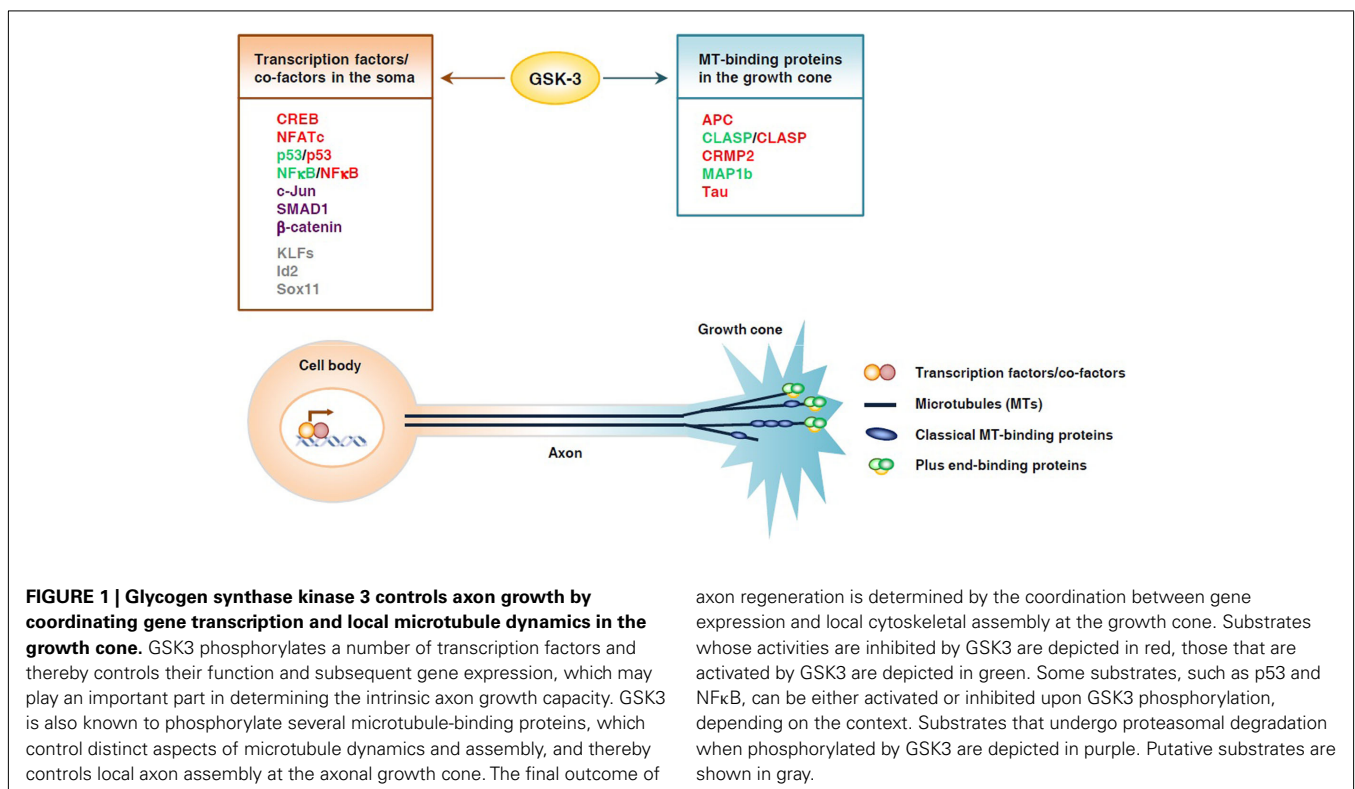 Transcription factors/
co-factors in the soma
CREB
NFATc
p53/p53
NFκB/NFκB
c-Jun
SMAD1
β-catenin
KLFs
Id2
Sox11
GSK-3
MT-binding proteins
in the growth cone
APC
CLASP/CLASP
CRMP2
MAP1b
Tau
Cell body
Axon
Growth cone
Transcription factors/co-factors
Microtubules (MTs)
Classical MT-binding proteins
Plus end-binding proteins
FIGURE 1 | Glycogen synthase kinase 3 controls axon growth by
coordinating gene transcription and local microtubule dynamics in the
growth cone. GSK3 phosphorylates a number of transcription factors and
thereby controls their function and subsequent gene expression, which may
play an important part in determining the intrinsic axon growth capacity. GSK3
is also known to phosphorylate several microtubule-binding proteins, which
control distinct aspects of microtubule dynamics and assembly, and thereby
controls local axon assembly at the axonal growth cone. The final outcome of
axon regeneration is determined by the coordination between gene
expression and local cytoskeletal assembly at the growth cone. Substrates
whose activities are inhibited by GSK3 are depicted in red, those that are
activated by GSK3 are depicted in green. Some substrates, such as p53 and
NFκB, can be either activated or inhibited upon GSK3 phosphorylation,
depending on the context. Substrates that undergo proteasomal degradation
when phosphorylated by GSK3 are depicted in purple. Putative substrates are
shown in gray.